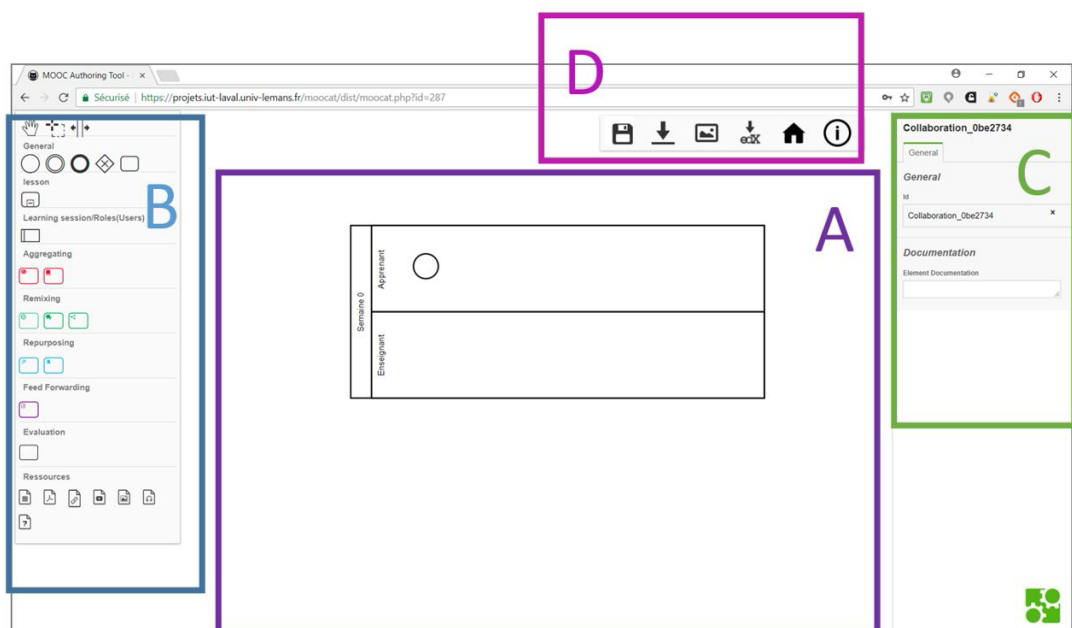 D
MOOC Authoring Tool -
Sécurisé | https://projets.iut-laval.univ-lemans.fr/moocat/dist/moocat.php?id=287
edX
B
General
lesson
Learning session/Roles(Users)
Aggregating
Remixing
Repurposing
Feed Forwarding
Evaluation
Ressources
A
Semaine 0
Apprenant
Enseignant
C
Collaboration_0be2734
General
General
Id
Collaboration_0be2734
Documentation
Element Documentation